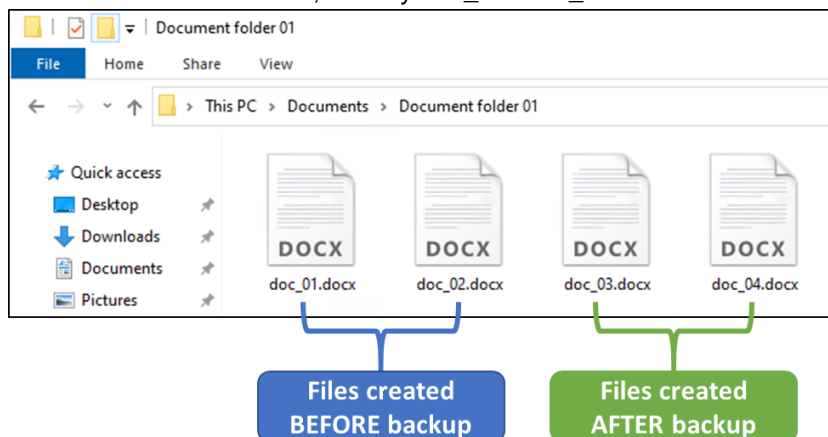 Document folder 01
File Home Share View
This PC > Documents > Document folder 01
Quick access
Desktop
Downloads
Documents
Pictures
DOCX DOCX DOCX DOCX
doc_01.docx doc_02.docx doc_03.docx doc_04.docx
Files created
BEFORE backup
Files created
AFTER backup